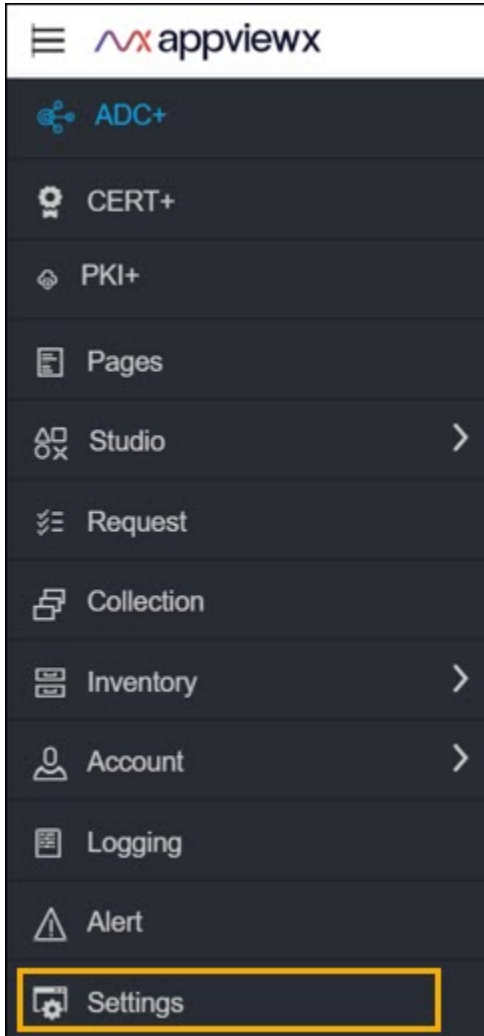 appviewx
ADC+
CERT+
PKI+
Pages
Studio
Request
Collection
Inventory
Account
Logging
Alert
Settings